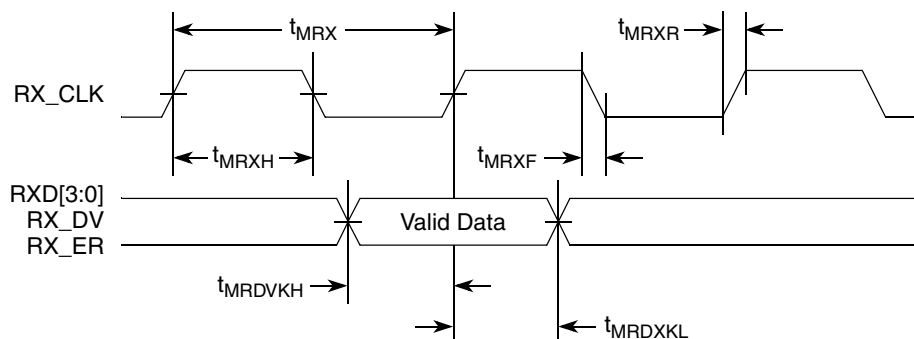 tMRX
tMRXR
RX_CLK
tMRXH
tMRXF
RXD[3:0]
RX_DV
Valid Data
RX_ER
tMRDVKH
tMRDXKL